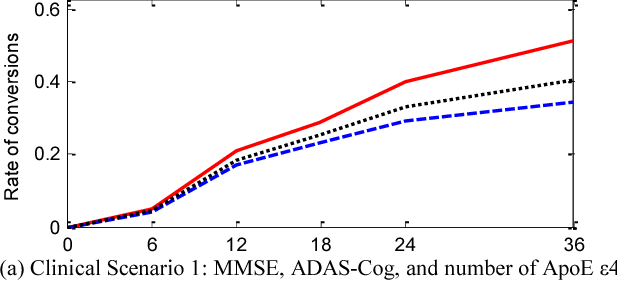 0.6
0.4
0.2
0
Rate of conversions
0 6 12 18 24 36
(a) Clinical Scenario 1: MMSE, ADAS-Cog, and number of ApoE ε4